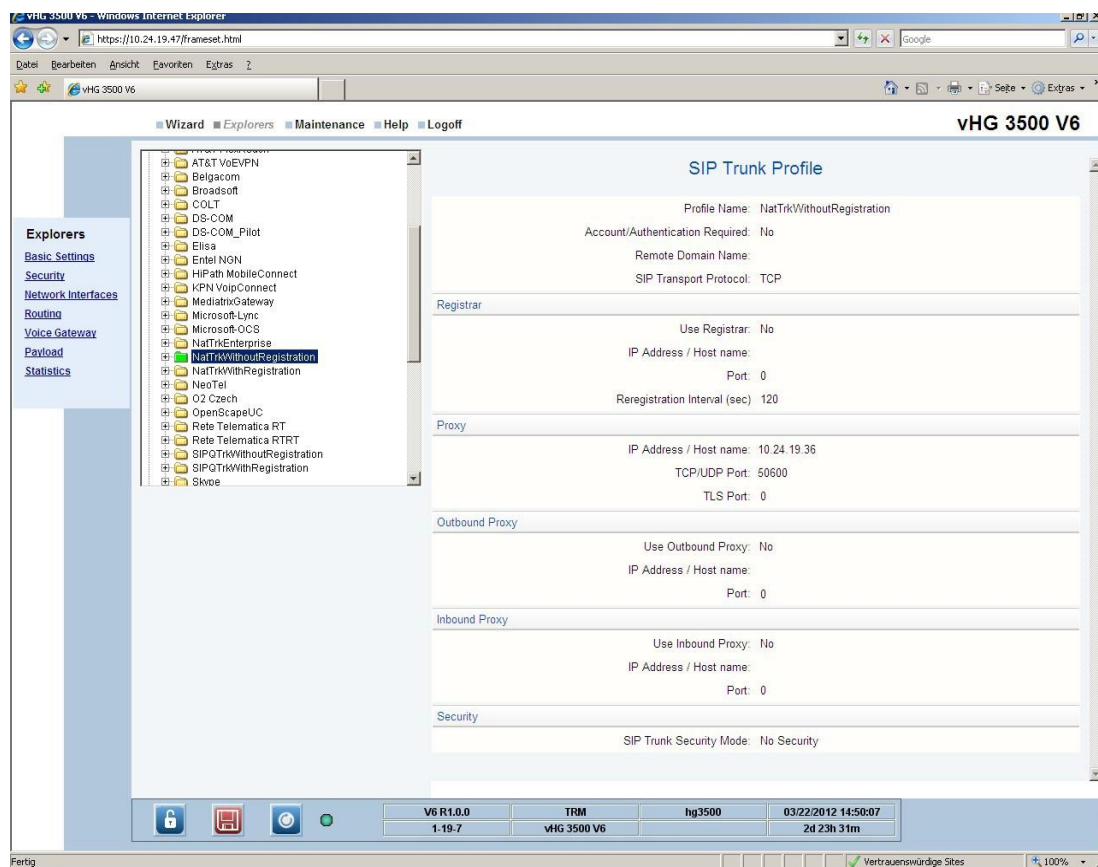 vHG 3500 V6 - Windows Internet Explorer
https://10.24.19.47/frameset.html
Google
Datei Bearbeiten Ansicht Favoriten Extras ?
vHG 3500 V6
Seite Extras
Wizard Explorers Maintenance Help Logoff
vHG 3500 V6
Explorers
Basic Settings
Security
Network Interfaces
Routing
Voice Gateway
Payload
Statistics
AT&T VoEVPN
Belgacom
Broadsoft
COLT
DS-COM
DS-COM_Pilot
Elisa
Entel NGN
HiPath MobileConnect
KPN VoipConnect
MediatrixGateway
Microsoft-Lync
Microsoft-OCS
NatTrkEnterprise
NatTrkWithoutRegistration
NatTrkWithRegistration
NeoTel
O2 Czech
OpenScapeUC
Rete Telematica RT
Rete Telematica RTRT
SIPQTrkWithoutRegistration
SIPQTrkWithRegistration
Skype
SIP Trunk Profile
Profile Name: NatTrkWithoutRegistration
Account/Authentication Required: No
Remote Domain Name:
SIP Transport Protocol: TCP
Registrar
Use Registrar: No
IP Address / Host name:
Port: 0
Reregistration Interval (sec) 120
Proxy
IP Address / Host name: 10.24.19.36
TCP/UDP Port: 50600
TLS Port: 0
Outbound Proxy
Use Outbound Proxy: No
IP Address / Host name:
Port: 0
Inbound Proxy
Use Inbound Proxy: No
IP Address / Host name:
Port: 0
Security
SIP Trunk Security Mode: No Security
V6 R1.0.0 TRM hg3500 03/22/2012 14:50:07
1-19-7 vHG 3500 V6 2d 23h 31m
Fertig
Vertrauenswürdige Sites
100%